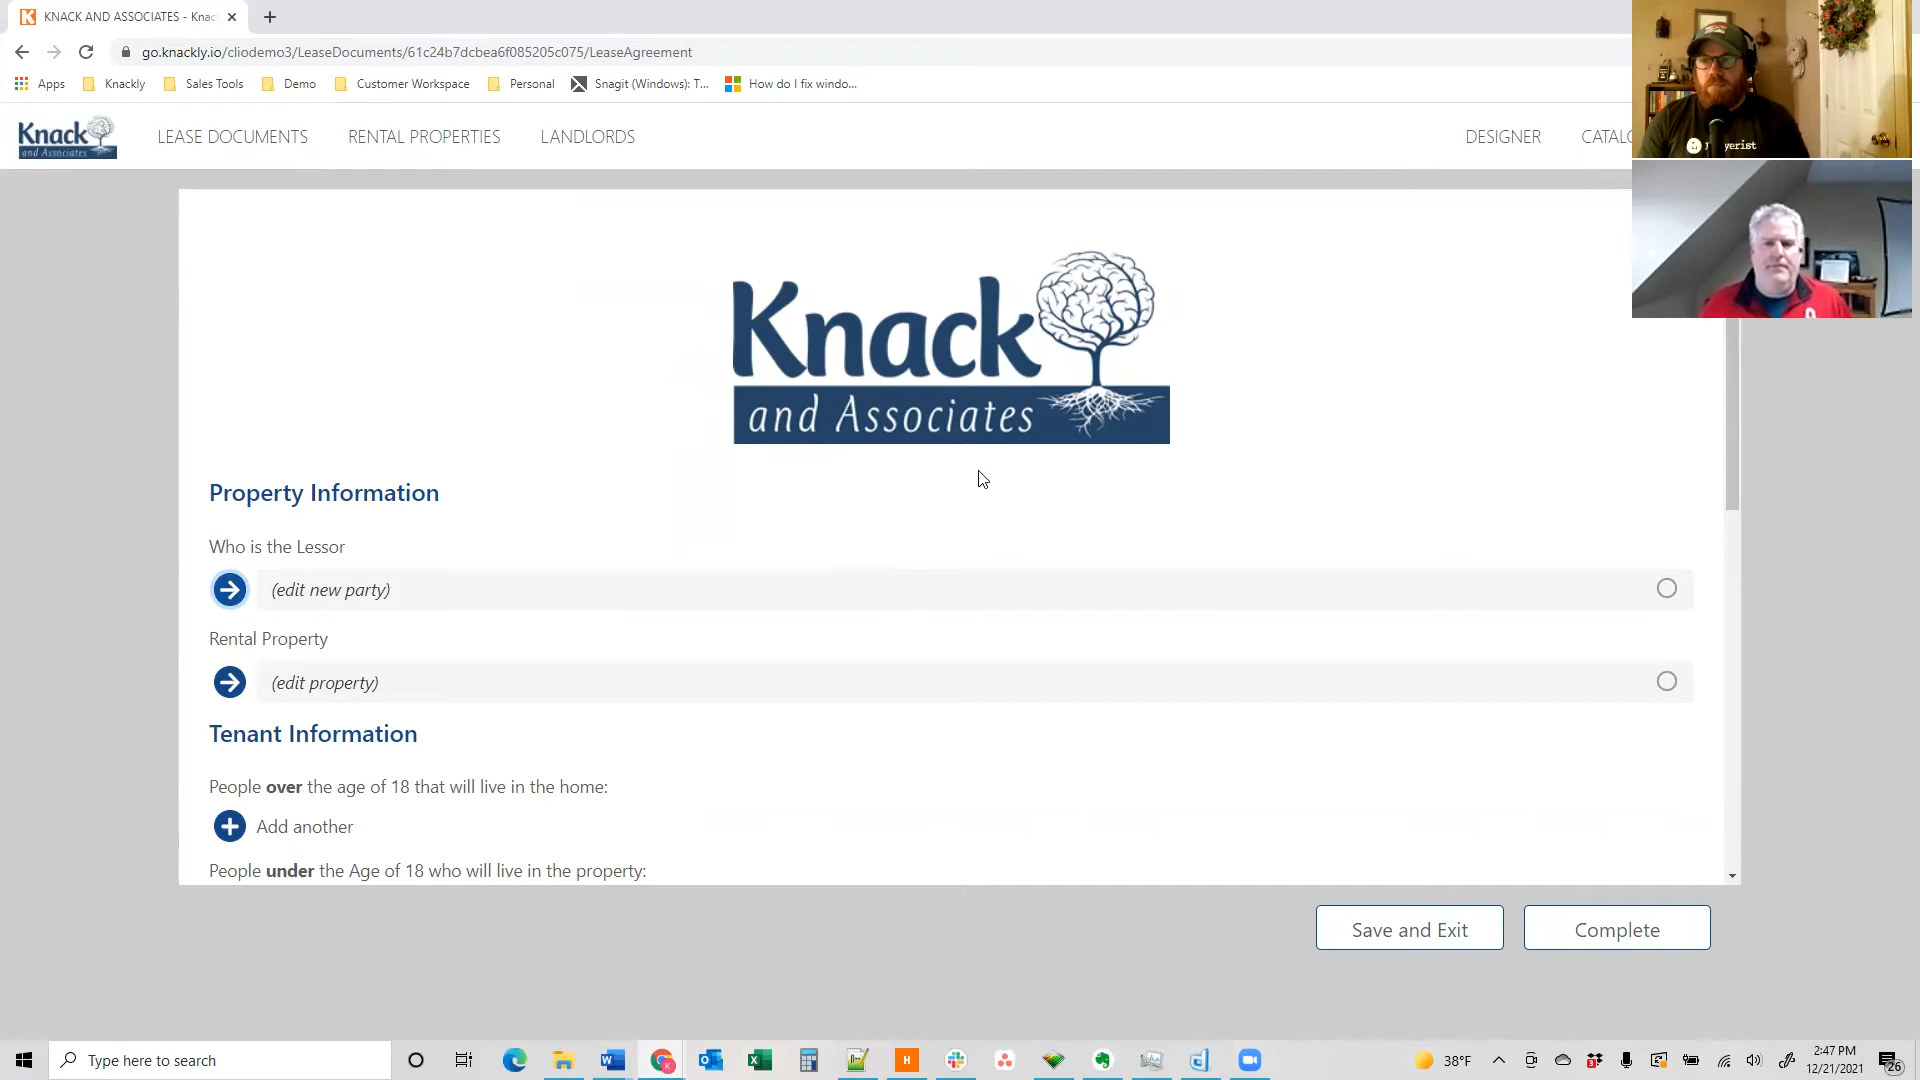 KNACK AND ASSOCIATES - Knac
go.knackly.io/cliodemo3/LeaseDocuments/61c24b7dcbea6f085205c075/LeaseAgreement
Apps Knackly Sales Tools Demo Customer Workspace Personal Snagit (Windows): T... How do I fix windo...
Knack
and Associates
LEASE DOCUMENTS RENTAL PROPERTIES LANDLORDS DESIGNER CATALO
yerist
Knack
and Associates
Property Information
Who is the Lessor
(edit new party)
Rental Property
(edit property)
Tenant Information
People over the age of 18 that will live in the home:
Add another
People under the Age of 18 who will live in the property:
Save and Exit Complete
Type here to search
38°F
2:47 PM
12/21/2021
26